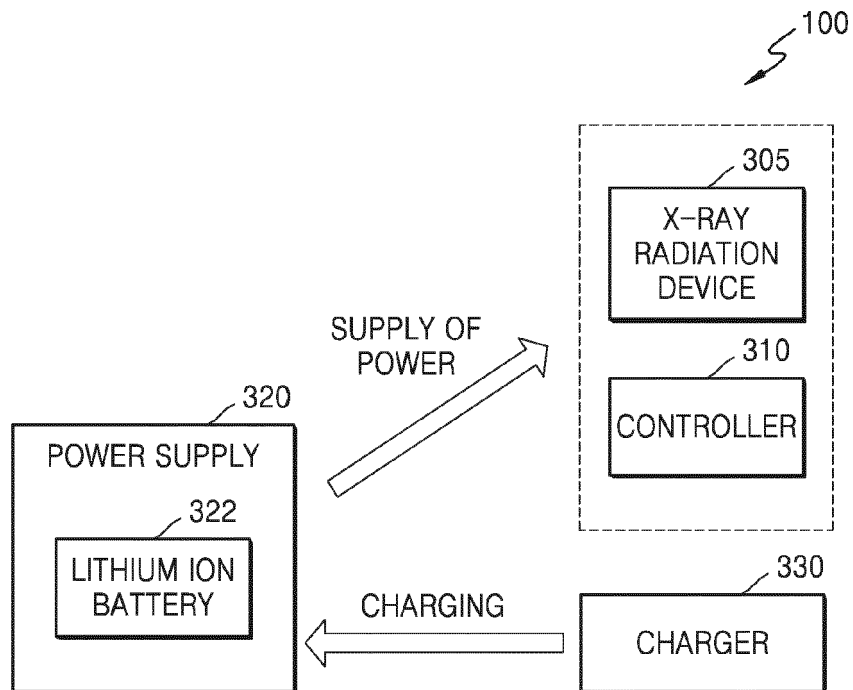 100
305
X-RAY
RADIATION
DEVICE
SUPPLY OF
POWER
310
CONTROLLER
320
POWER SUPPLY
322
LITHIUM ION
BATTERY
CHARGING
330
CHARGER